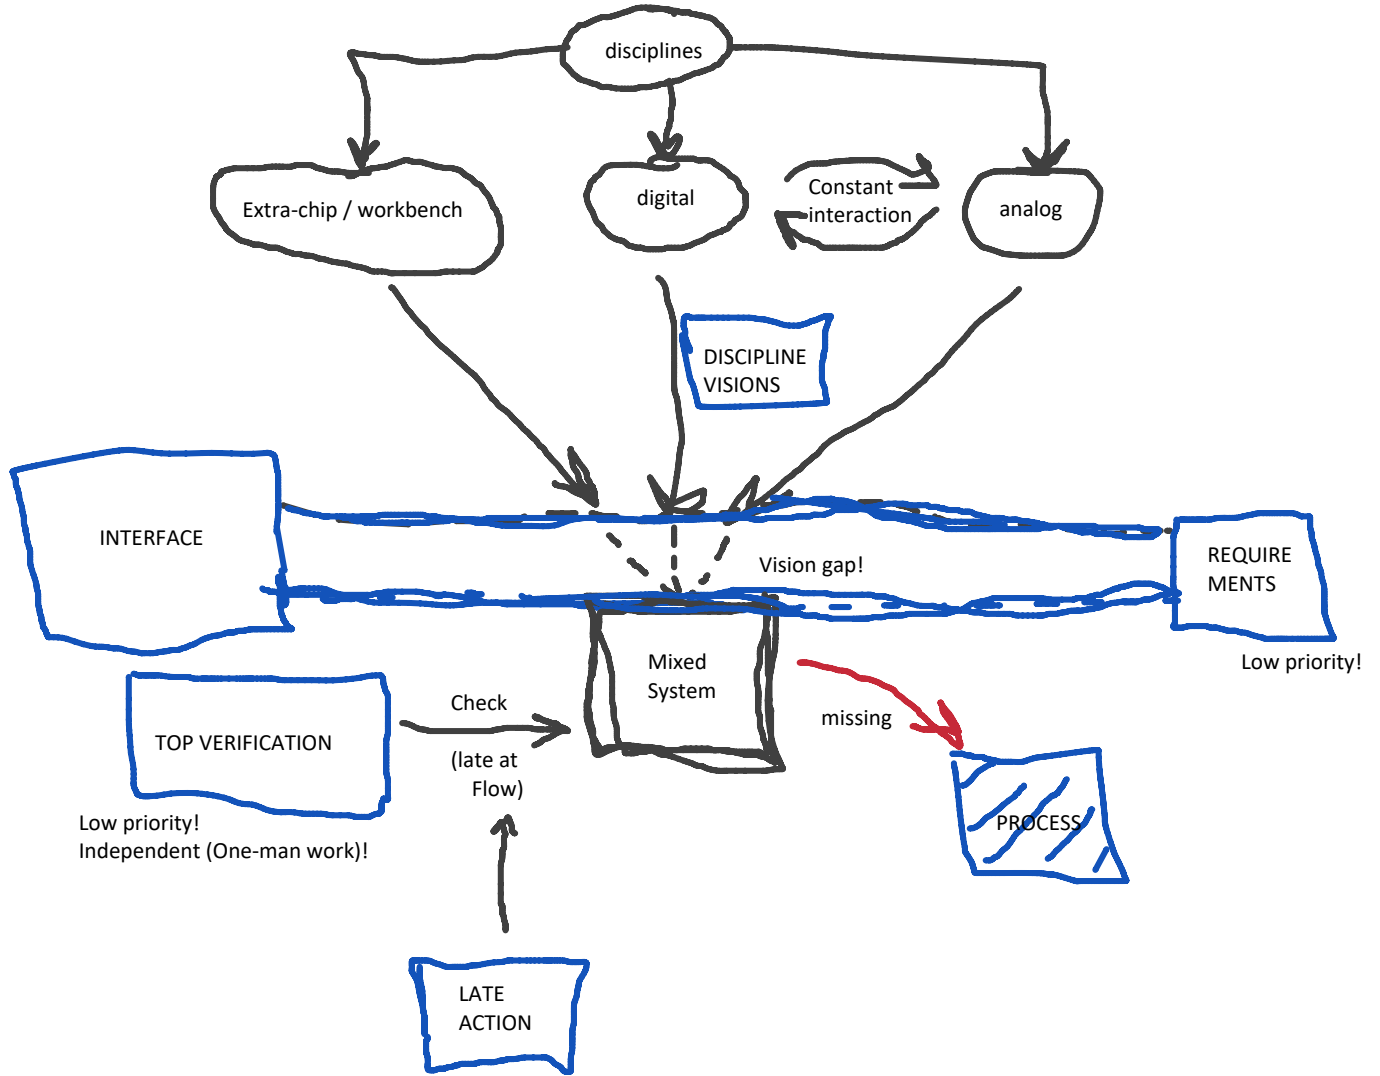 disciplines
Extra-chip / workbench
digital
Constant
interaction
analog
DISCIPLINE
VISIONS
INTERFACE
Vision gap!
REQUIRE
MENTS
Low priority!
Mixed
System
Check
(late at
Flow)
TOP VERIFICATION
missing
PROCESS
Low priority!
Independent (One-man work)!
LATE
ACTION